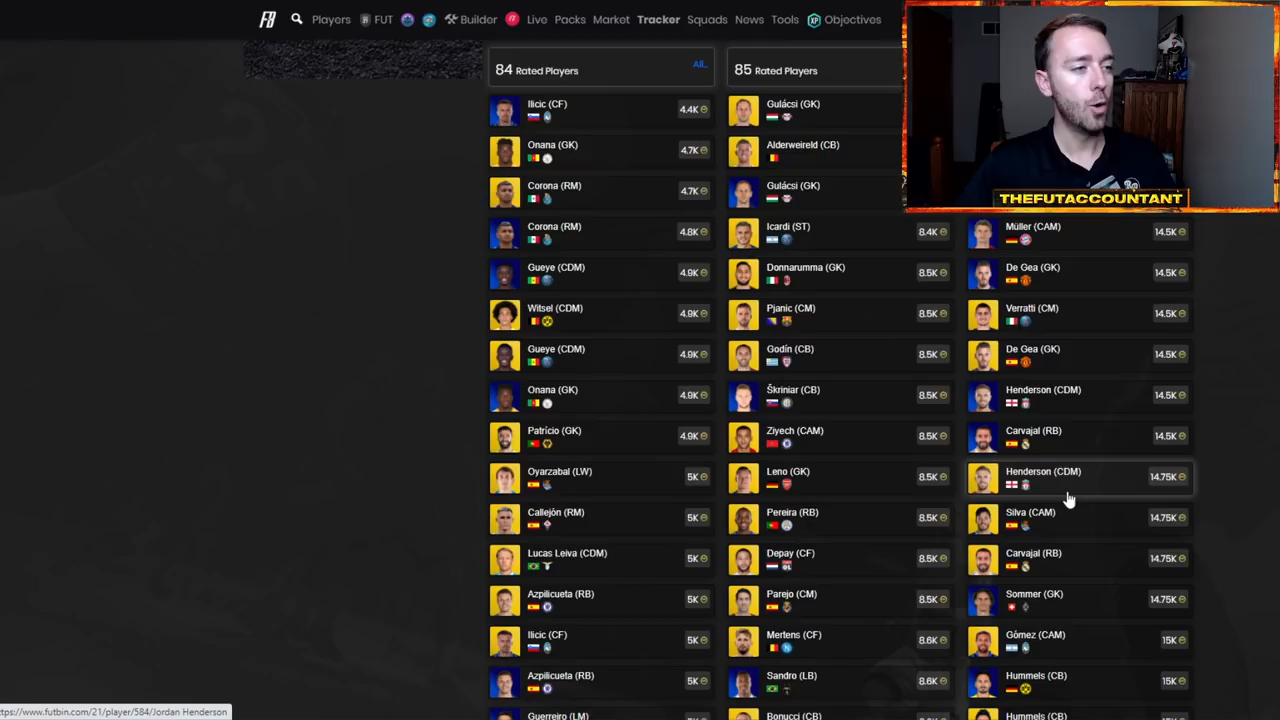 F8 Players FUT Builder Live Packs Market Tracker Squads News Tools XP Objectives
84 Rated Players All..
Ilicic (CF) 4.4K
Onana (GK) 4.7K
Corona (RM) 4.7K
Corona (RM) 4.8K
Gueye (CDM) 4.9K
Witsel (CDM) 4.9K
Gueye (CDM) 4.9K
Onana (GK) 4.9K
Patrício (GK) 4.9K
Oyarzabal (LW) 5K
Callejón (RM) 5K
Lucas Leiva (CDM) 5K
Azpilicueta (RB) 5K
Ilicic (CF) 5K
Azpilicueta (RB) 5K
Guerreiro (LM)
85 Rated Players
Gulácsi (GK)
Alderweireld (CB)
Gulácsi (GK)
Icardi (ST) 8.4K
Donnarumma (GK) 8.5K
Pjanic (CM) 8.5K
Godín (CB) 8.5K
Škriniar (CB) 8.5K
Ziyech (CAM) 8.5K
Leno (GK) 8.5K
Pereira (RB) 8.5K
Depay (CF) 8.5K
Parejo (CM) 8.5K
Mertens (CF) 8.6K
Sandro (LB) 8.6K
Bonucci (CB)
THEFUTACCOUNTANT
Müller (CAM) 14.5K
De Gea (GK) 14.5K
Verratti (CM) 14.5K
De Gea (GK) 14.5K
Henderson (CDM) 14.5K
Carvajal (RB) 14.5K
Henderson (CDM) 14.75K
Silva (CAM) 14.75K
Carvajal (RB) 14.75K
Sommer (GK) 14.75K
Gómez (CAM) 15K
Hummels (CB) 15K
Hummels (CB)
ttps://www.futbin.com/21/player/584/Jordan Henderson